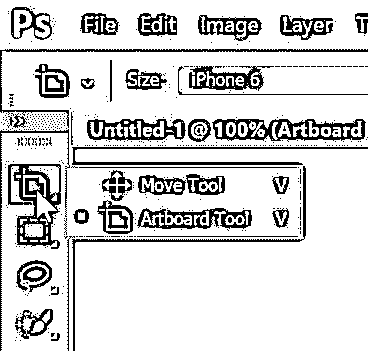 Ps File Edit Image Layer T
Size: iPhone 6
Untitled-1 @ 100% (Artboard
Move Tool V
Artboard Tool V